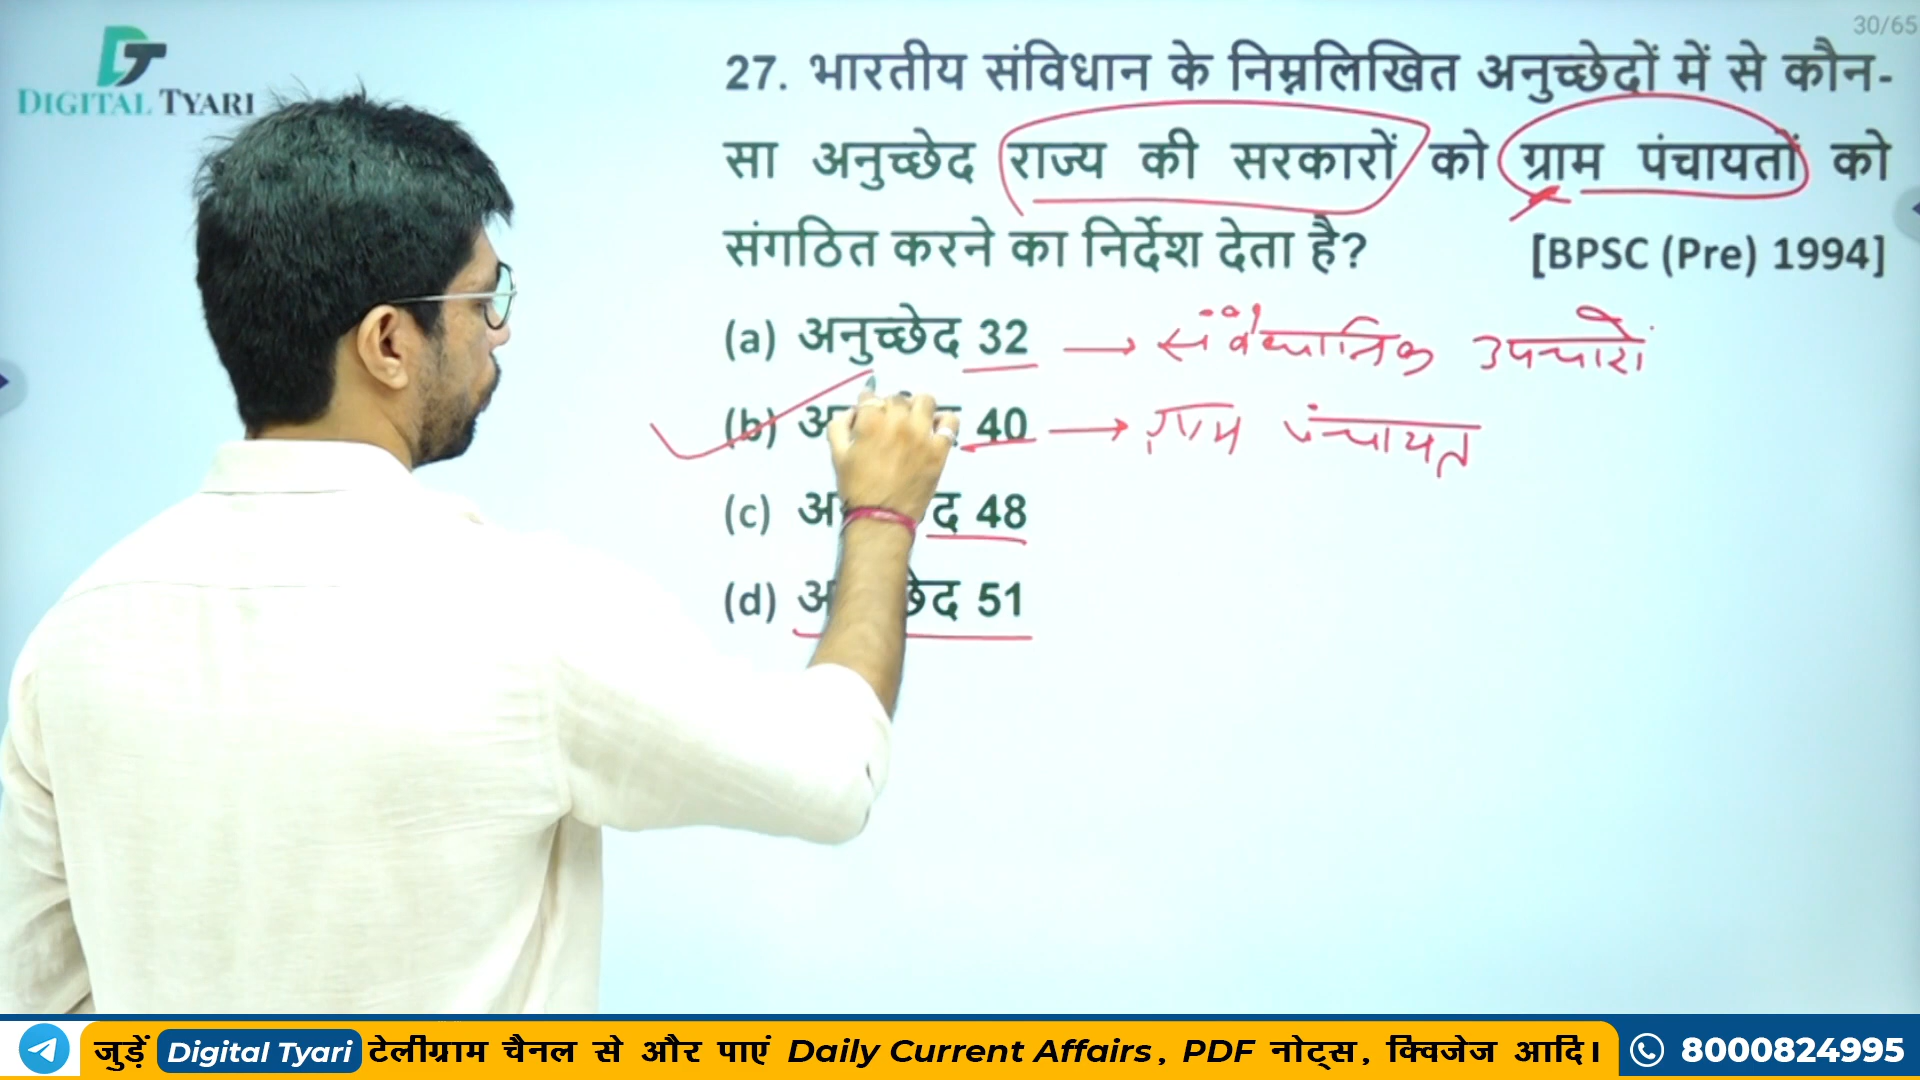 30/65
DIGITAL TYARI
27. भारतीय संविधान के निम्नलिखित अनुच्छेदों में से कौन-
सा अनुच्छेद राज्य की सरकारों को ग्राम पंचायतों को
संगठित करने का निर्देश देता है?
[BPSC (Pre) 1994]
(a) अनुच्छेद 32 → संवैधानिक उपचारों
(b) अ 40 → ग्राम पंचायत
(c) अ द 48
(d) अ छेद 51
जुड़ें Digital Tyari टेलीग्राम चैनल से और पाएं Daily Current Affairs, PDF नोट्स, क्विजेज आदि। 8000824995